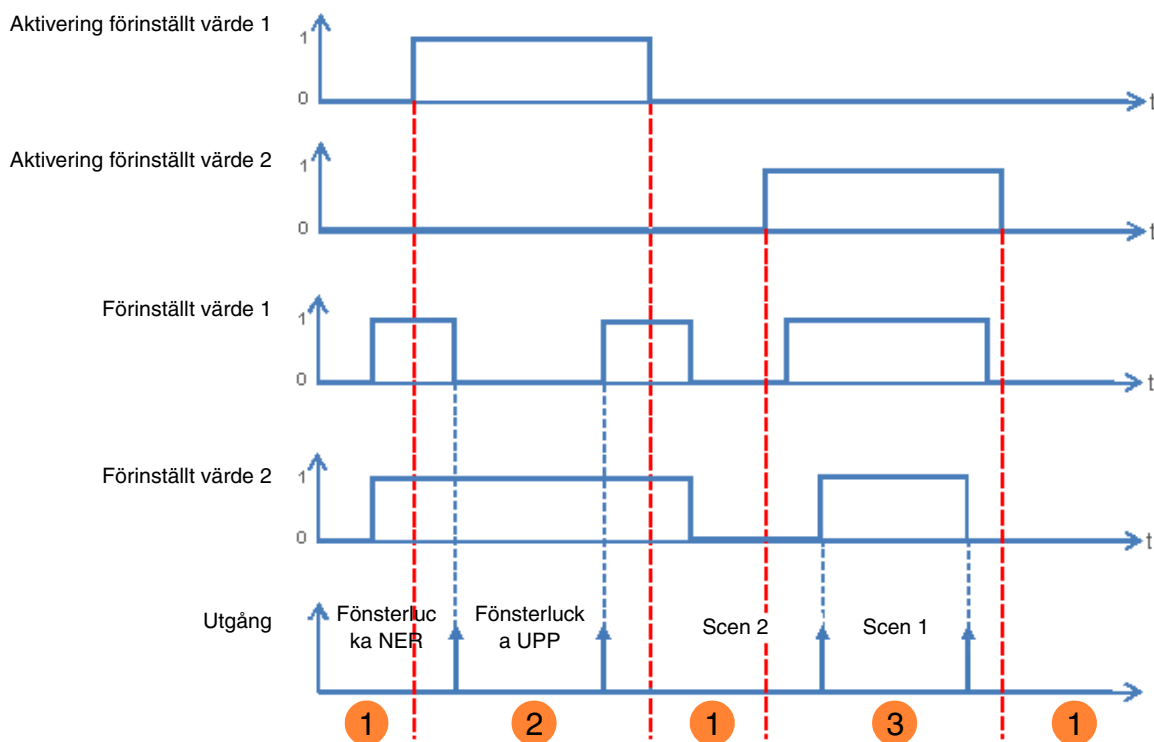 Aktivering förinställt värde 1
1
0
t
Aktivering förinställt värde 2
1
0
t
Förinställt värde 1
1
0
t
Förinställt värde 2
1
0
t
Utgång
Fönsterluc
ka NER
Fönsterluck
a UPP
Scen 2
Scen 1
1
2
1
3
1